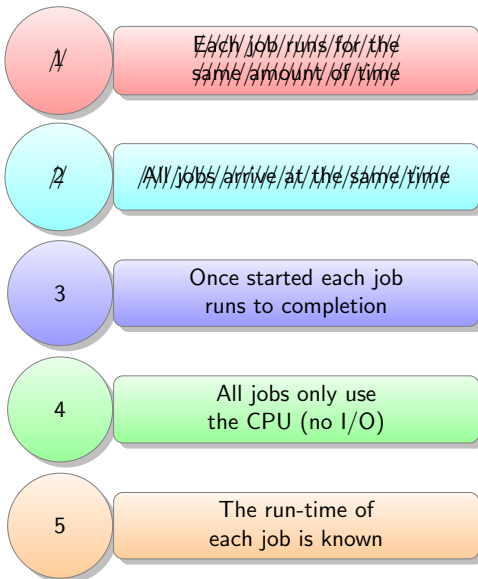 1
Each job runs for the
same amount of time
2
All jobs arrive at the same time
3
Once started each job
runs to completion
4
All jobs only use
the CPU (no I/O)
5
The run-time of
each job is known